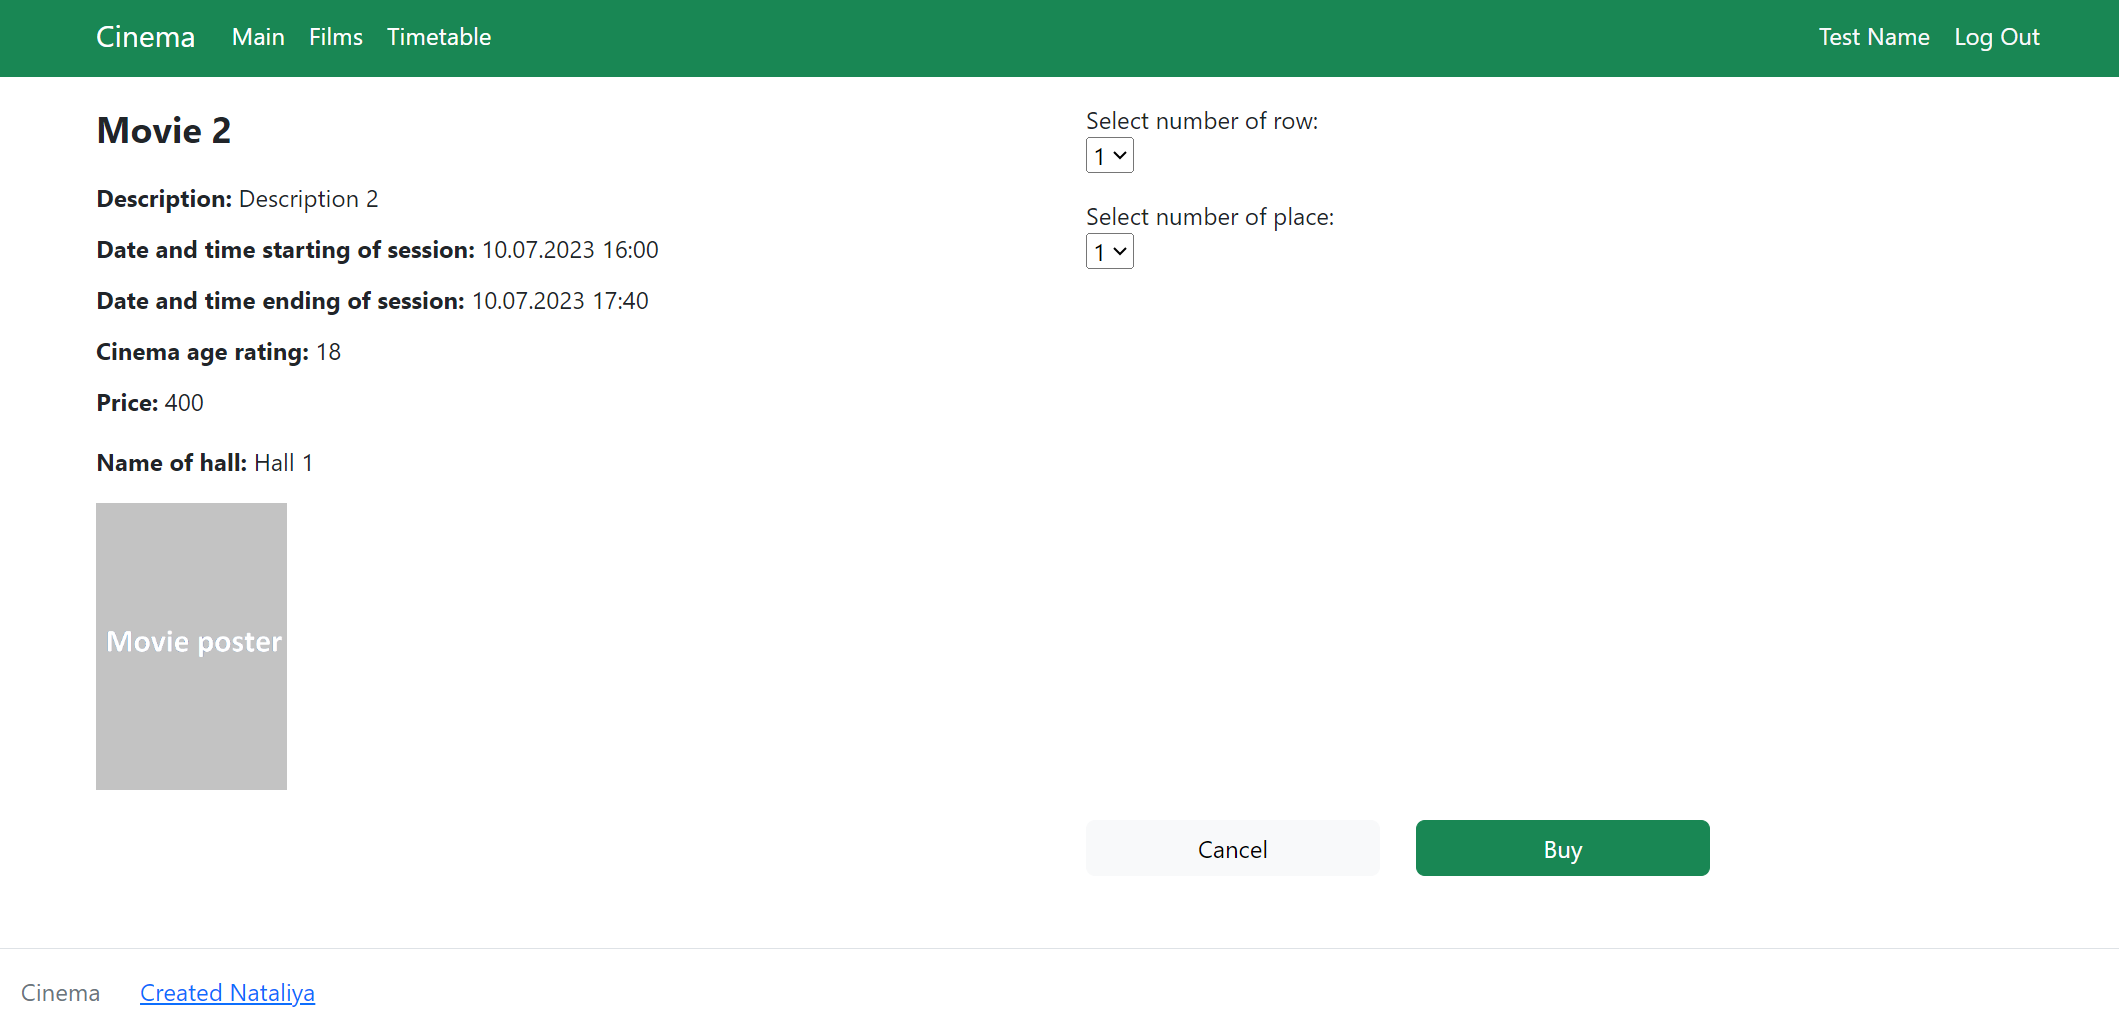 Cinema Main Films Timetable Test Name Log Out
Movie 2
Description: Description 2
Date and time starting of session: 10.07.2023 16:00
Date and time ending of session: 10.07.2023 17:40
Cinema age rating: 18
Price: 400
Name of hall: Hall 1
Movie poster
Select number of row:
1
Select number of place:
1
Cancel Buy
Cinema Created Nataliya